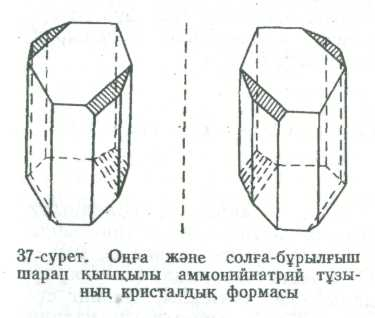 37-сурет. Оңға және солға-бұрылғыш
шарап қышқылы аммонийнатрий тұзы-
ның кристалдық формасы